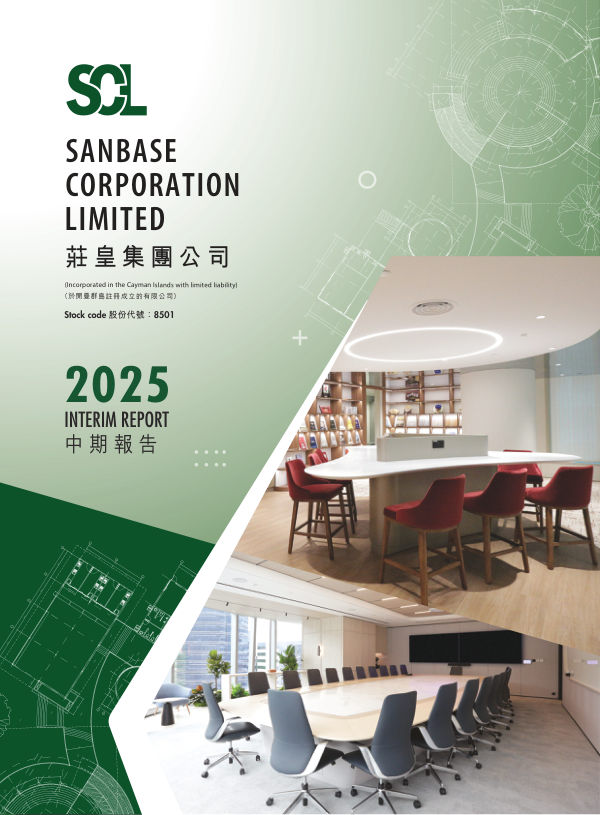 SCL
SANBASE
CORPORATION
LIMITED
莊皇集團公司
(Incorporated in the Cayman Islands with limited liability)
(於開曼群島註冊成立的有限公司)
Stock code 股份代號：8501
2025
INTERIM REPORT
中期報告